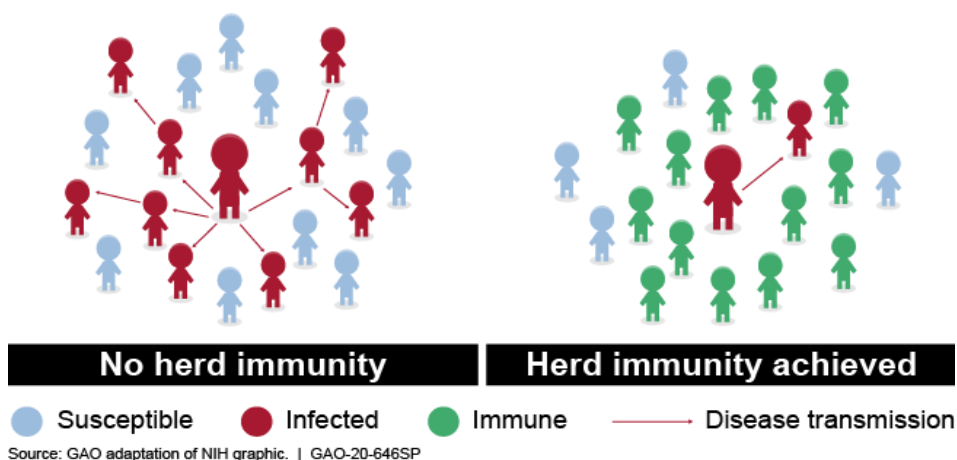 No herd immunity
Herd immunity achieved
Susceptible
Infected
Immune
Disease transmission
Source: GAO adaptation of NIH graphic. | GAO-20-646SP